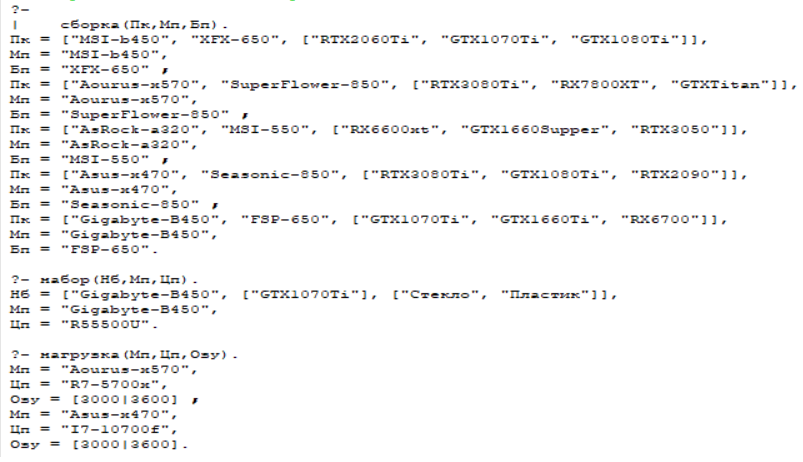 ?-
|    сборка(Пк,Мп,Бп).
Пк = ["MSI-b450", "XFX-650", ["RTX2060Ti", "GTX1070Ti", "GTX1080Ti"]],
Мп = "MSI-b450",
Бп = "XFX-650" ;
Пк = ["Aourus-x570", "SuperFlower-850", ["RTX3080Ti", "RX7800XT", "GTXTitan"]],
Мп = "Aourus-x570",
Бп = "SuperFlower-850" ;
Пк = ["AsRock-a320", "MSI-550", ["RX6600xt", "GTX1660Supper", "RTX3050"]],
Мп = "AsRock-a320",
Бп = "MSI-550" ;
Пк = ["Asus-x470", "Seasonic-850", ["RTX3080Ti", "GTX1080Ti", "RTX2090"]],
Мп = "Asus-x470",
Бп = "Seasonic-850" ;
Пк = ["Gigabyte-B450", "FSP-650", ["GTX1070Ti", "GTX1660Ti", "RX6700"]],
Мп = "Gigabyte-B450",
Бп = "FSP-650".
?- набор(Нб,Мп,Цп).
Нб = ["Gigabyte-B450", ["GTX1070Ti"], ["Стекло", "Пластик"]],
Мп = "Gigabyte-B450",
Цп = "R55500U".
?- нагрузка(Мп,Цп,Озу).
Мп = "Aourus-x570",
Цп = "R7-5700x",
Озу = [3000|3600] ;
Мп = "Asus-x470",
Цп = "I7-10700f",
Озу = [3000|3600].